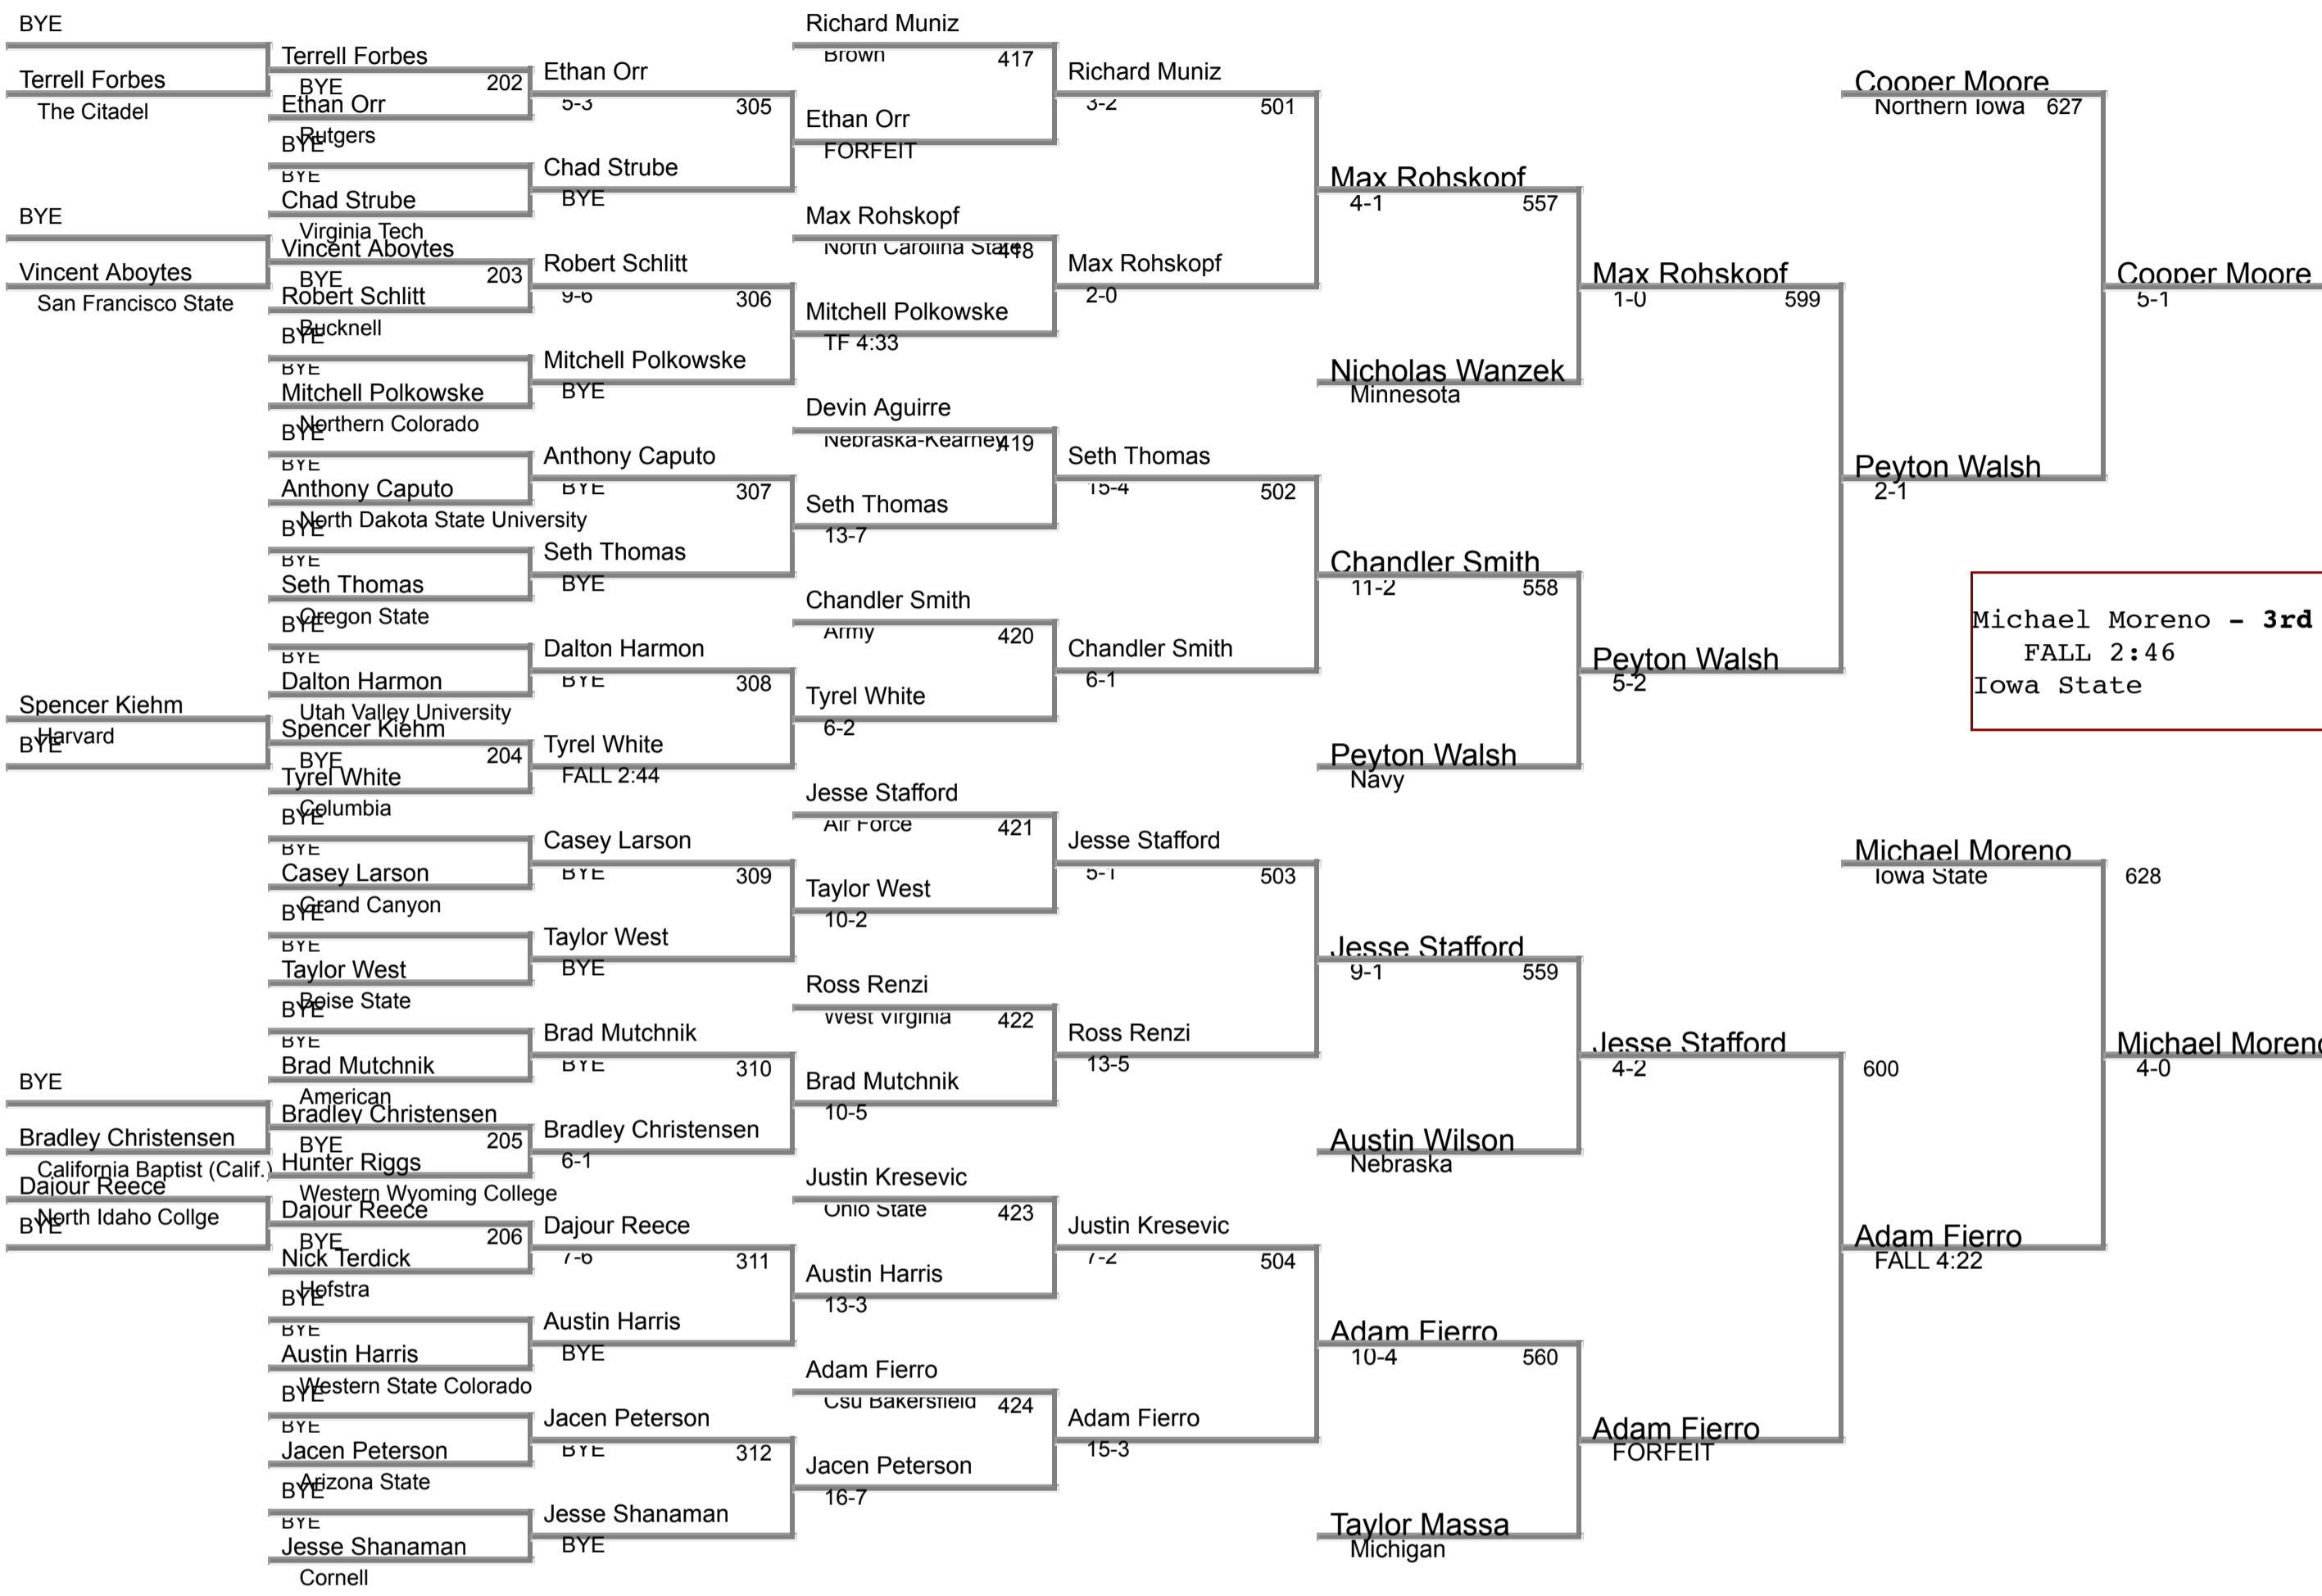 BYE
Terrell Forbes
The Citadel
BYE
Vincent Aboytes
San Francisco State
Spencer Kiehm
Harvard
BYE
BYE
Bradley Christensen
California Baptist (Calif.)
Dajour Reece
North Idaho Collge
BYE
Terrell Forbes
BYE
202
Ethan Orr
Rutgers
BYE
BYE
Chad Strube
Virginia Tech
Vincent Aboytes
BYE
203
Robert Schlitt
Bucknell
BYE
BYE
Mitchell Polkowske
Northern Colorado
BYE
BYE
Anthony Caputo
North Dakota State University
BYE
BYE
Seth Thomas
Oregon State
BYE
BYE
Dalton Harmon
Utah Valley University
Spencer Kiehm
BYE
204
Tyrel White
Columbia
BYE
BYE
Casey Larson
Grand Canyon
BYE
BYE
Taylor West
Boise State
BYE
BYE
Brad Mutchnik
American
Bradley Christensen
BYE
205
Hunter Riggs
Western Wyoming College
Dajour Reece
BYE
206
Nick Terdick
Hofstra
BYE
BYE
Austin Harris
Western State Colorado
BYE
BYE
Jacen Peterson
Arizona State
BYE
BYE
Jesse Shanaman
Cornell
Ethan Orr
5-3
305
Chad Strube
BYE
Robert Schlitt
9-6
306
Mitchell Polkowske
BYE
Anthony Caputo
BYE
307
Seth Thomas
BYE
Dalton Harmon
BYE
308
Tyrel White
FALL 2:44
Casey Larson
BYE
309
Taylor West
BYE
Brad Mutchnik
BYE
310
Bradley Christensen
6-1
Dajour Reece
7-6
311
Austin Harris
BYE
Jacen Peterson
BYE
312
Jesse Shanaman
BYE
Richard Muniz
Brown
417
Ethan Orr
FORFEIT
Max Rohskopf
North Carolina State
418
Mitchell Polkowske
TF 4:33
Devin Aguirre
Nebraska-Kearney
419
Seth Thomas
13-7
Chandler Smith
Army
420
Tyrel White
6-2
Jesse Stafford
Air Force
421
Taylor West
10-2
Ross Renzi
West Virginia
422
Brad Mutchnik
10-5
Justin Kresevic
Ohio State
423
Austin Harris
13-3
Adam Fierro
Csu Bakersfield
424
Jacen Peterson
16-7
Richard Muniz
3-2
501
Max Rohskopf
2-0
Seth Thomas
15-4
502
Chandler Smith
6-1
Jesse Stafford
5-1
503
Ross Renzi
13-5
Justin Kresevic
7-2
504
Adam Fierro
15-3
Max Rohskopf
4-1
557
Nicholas Wanzek
Minnesota
Chandler Smith
11-2
558
Peyton Walsh
Navy
Jesse Stafford
9-1
559
Austin Wilson
Nebraska
Adam Fierro
10-4
560
Taylor Massa
Michigan
Max Rohskopf
1-0
599
Peyton Walsh
5-2
Jesse Stafford
4-2
600
Adam Fierro
FORFEIT
Cooper Moore
Northern Iowa
627
Peyton Walsh
2-1
Michael Moreno
Iowa State
628
Adam Fierro
FALL 4:22
Cooper Moore
5-1
Michael Moreno - 3rd
FALL 2:46
Iowa State
Michael Moreno
4-0